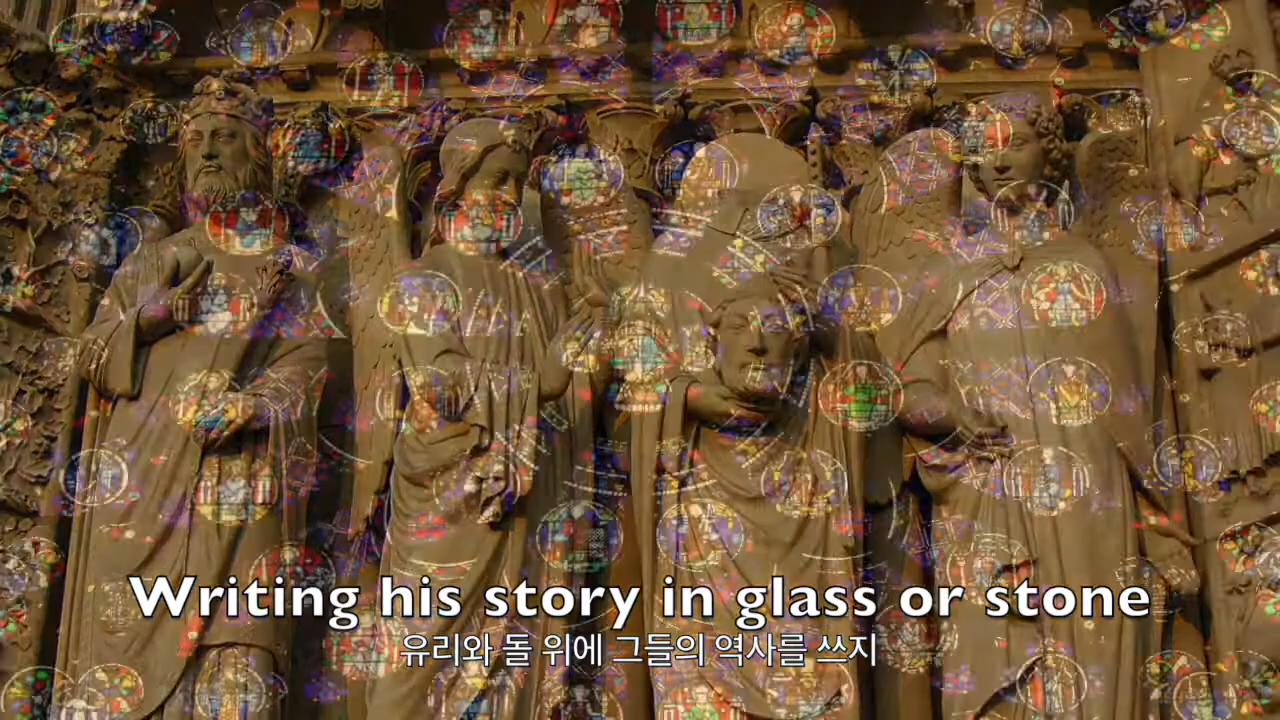 Writing his story in glass or stone
유리와 돌 위에 그들의 역사를 쓰지